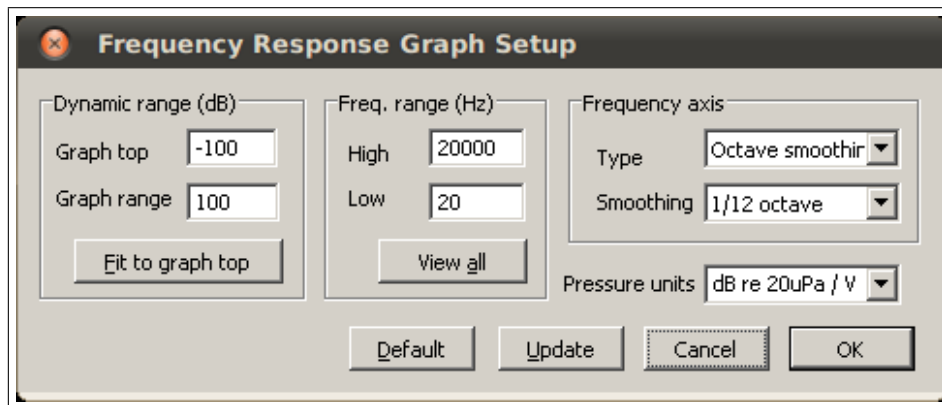 Frequency Response Graph Setup
Dynamic range (dB)
Graph top -100
Graph range 100
Fit to graph top
Freq. range (Hz)
High 20000
Low 20
View all
Frequency axis
Type Octave smoothir
Smoothing 1/12 octave
Pressure units dB re 20uPa / V
Default Update Cancel OK